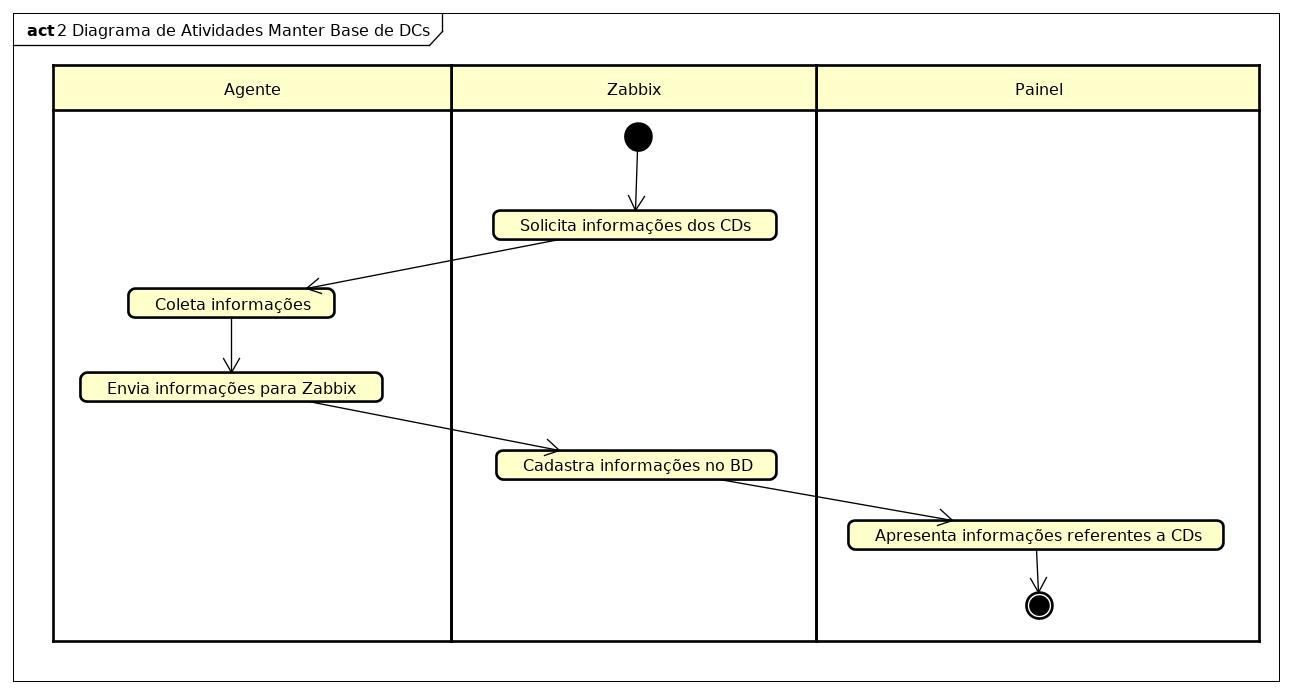 act 2 Diagrama de Atividades Manter Base de DCs
Agente
Zabbix
Painel
Solicita informações dos CDs
Coleta informações
Envia informações para Zabbix
Cadastra informações no BD
Apresenta informações referentes a CDs